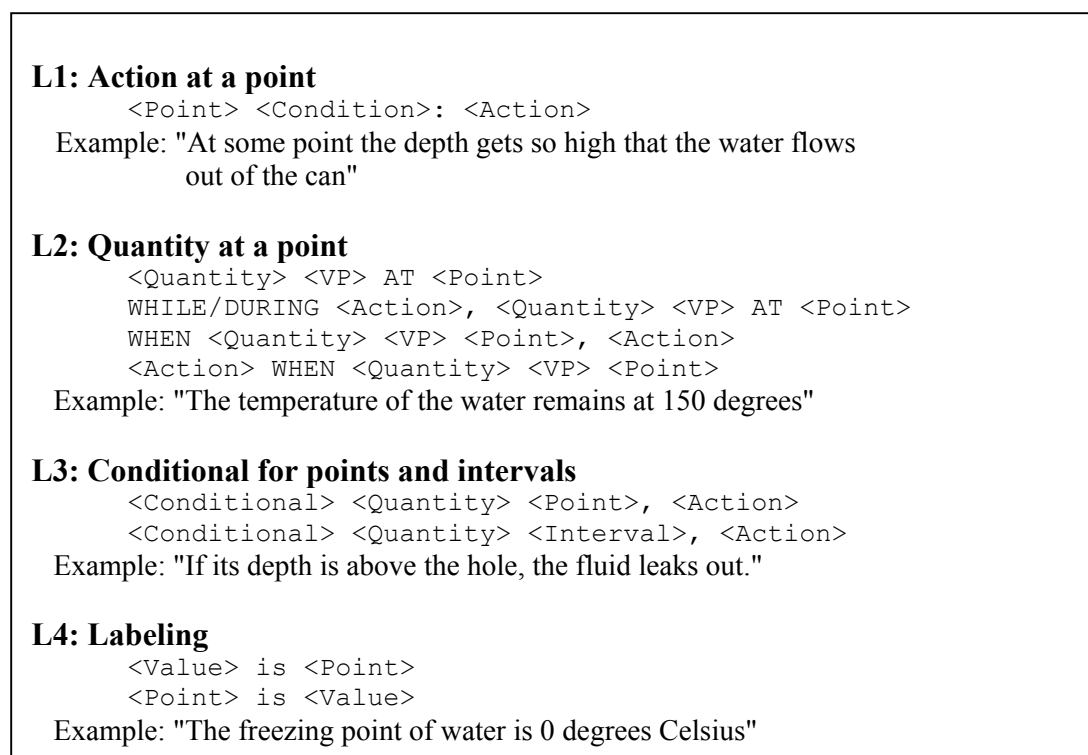 L1: Action at a point
<Point> <Condition>: <Action>
Example: "At some point the depth gets so high that the water flows
out of the can"
L2: Quantity at a point
<Quantity> <VP> AT <Point>
WHILE/DURING <Action>, <Quantity> <VP> AT <Point>
WHEN <Quantity> <VP> <Point>, <Action>
<Action> WHEN <Quantity> <VP> <Point>
Example: "The temperature of the water remains at 150 degrees"
L3: Conditional for points and intervals
<Conditional> <Quantity> <Point>, <Action>
<Conditional> <Quantity> <Interval>, <Action>
Example: "If its depth is above the hole, the fluid leaks out."
L4: Labeling
<Value> is <Point>
<Point> is <Value>
Example: "The freezing point of water is 0 degrees Celsius"